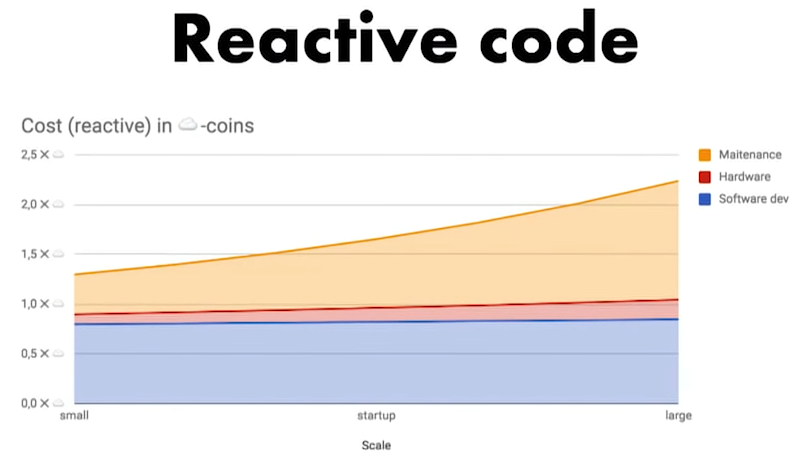 Reactive code
Cost (reactive) in ☁-coins
2,5 ×☁
2,0 ×☁
1,5 ×☁
1,0 ×☁
0,5 ×☁
0,0 ×☁
small
startup
large
Scale
Maitenance
Hardware
Software dev